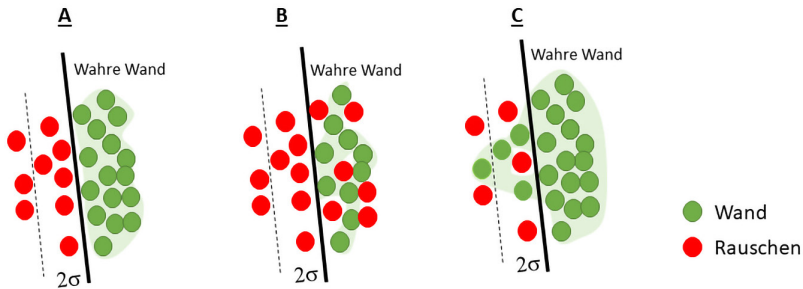 A
B
C
Wahre Wand
Wahre Wand
Wahre Wand
2σ
2σ
2σ
Wand
Rauschen